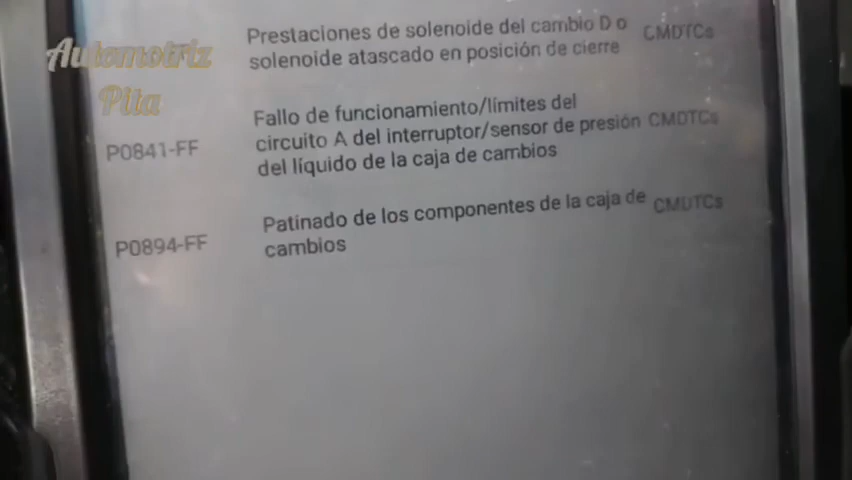 Automotriz
Pita
Prestaciones de solenoide del cambio D o
solenoide atascado en posición de cierre
CMDTCs
P0841-FF
Fallo de funcionamiento/límites del
circuito A del interruptor/sensor de presión
del líquido de la caja de cambios
CMDTCs
P0894-FF
Patinado de los componentes de la caja de
cambios
CMDTCs